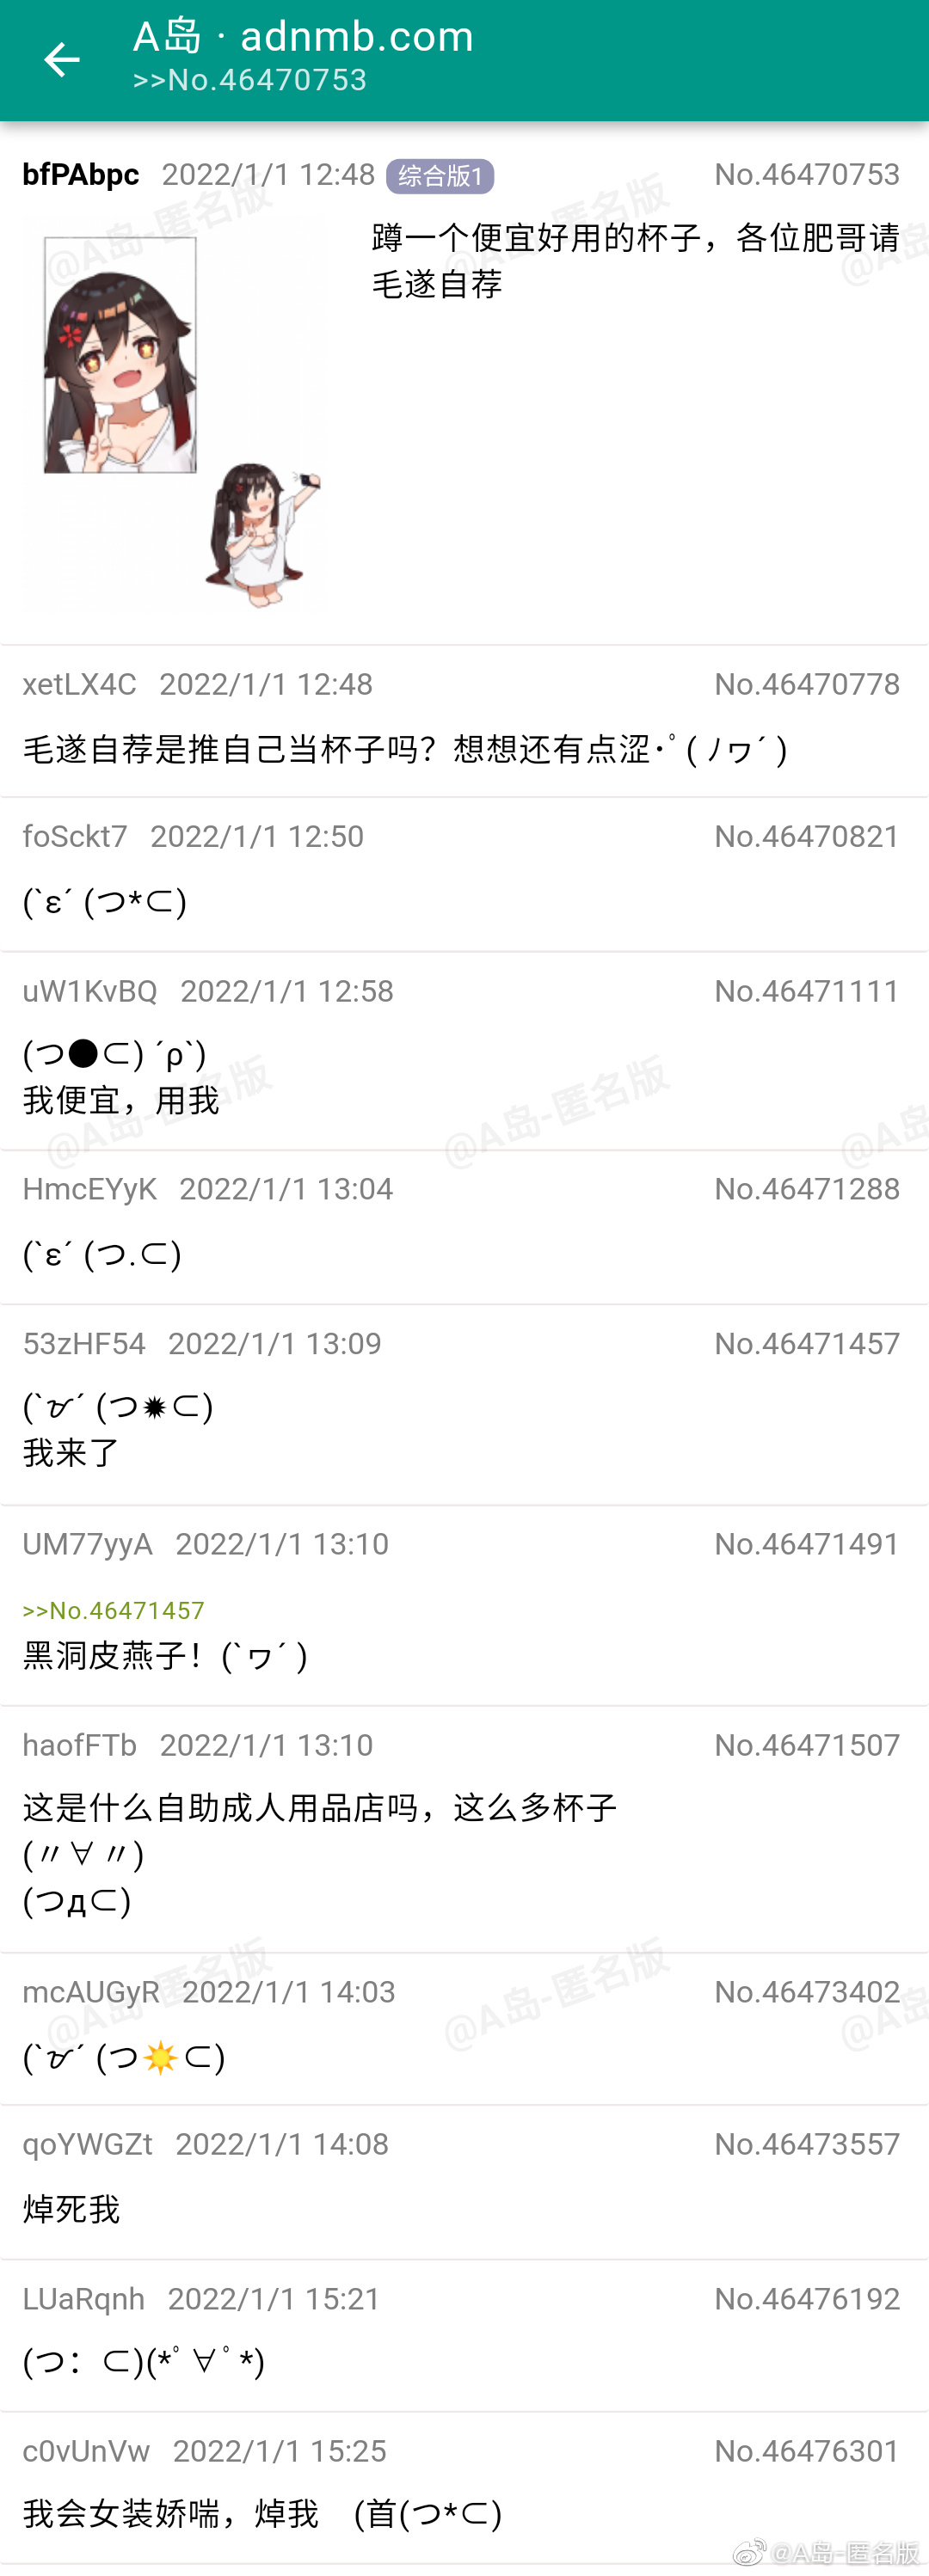 A岛 · adnmb.com
>>No.46470753
bfPAbpc 2022/1/1 12:48 综合版1 No.46470753
蹲一个便宜好用的杯子，各位肥哥请
毛遂自荐
xetLX4C 2022/1/1 12:48 No.46470778
毛遂自荐是推自己当杯子吗？想想还有点涩･ﾟ( ﾉヮ´ )
foSckt7 2022/1/1 12:50 No.46470821
(`ε´ (つ*⊂)
uW1KvBQ 2022/1/1 12:58 No.46471111
(つ●⊂) ´ρ`)
我便宜，用我
HmcEYyK 2022/1/1 13:04 No.46471288
(`ε´ (つ.⊂)
53zHF54 2022/1/1 13:09 No.46471457
(`ヮ´ (つ✹⊂)
我来了
UM77yyA 2022/1/1 13:10 No.46471491
>>No.46471457
黑洞皮燕子！(`ヮ´ )
haofFTb 2022/1/1 13:10 No.46471507
这是什么自助成人用品店吗，这么多杯子
(〃∀〃)
(つд⊂)
mcAUGyR 2022/1/1 14:03 No.46473402
(`ヮ´ (つ☀️⊂)
qoYWGZt 2022/1/1 14:08 No.46473557
焯死我
LUaRqnh 2022/1/1 15:21 No.46476192
(つ：⊂)(*ﾟ∀ﾟ*)
c0vUnVw 2022/1/1 15:25 No.46476301
我会女装娇喘，焯我　(首(つ*⊂)
@A岛-匿名版